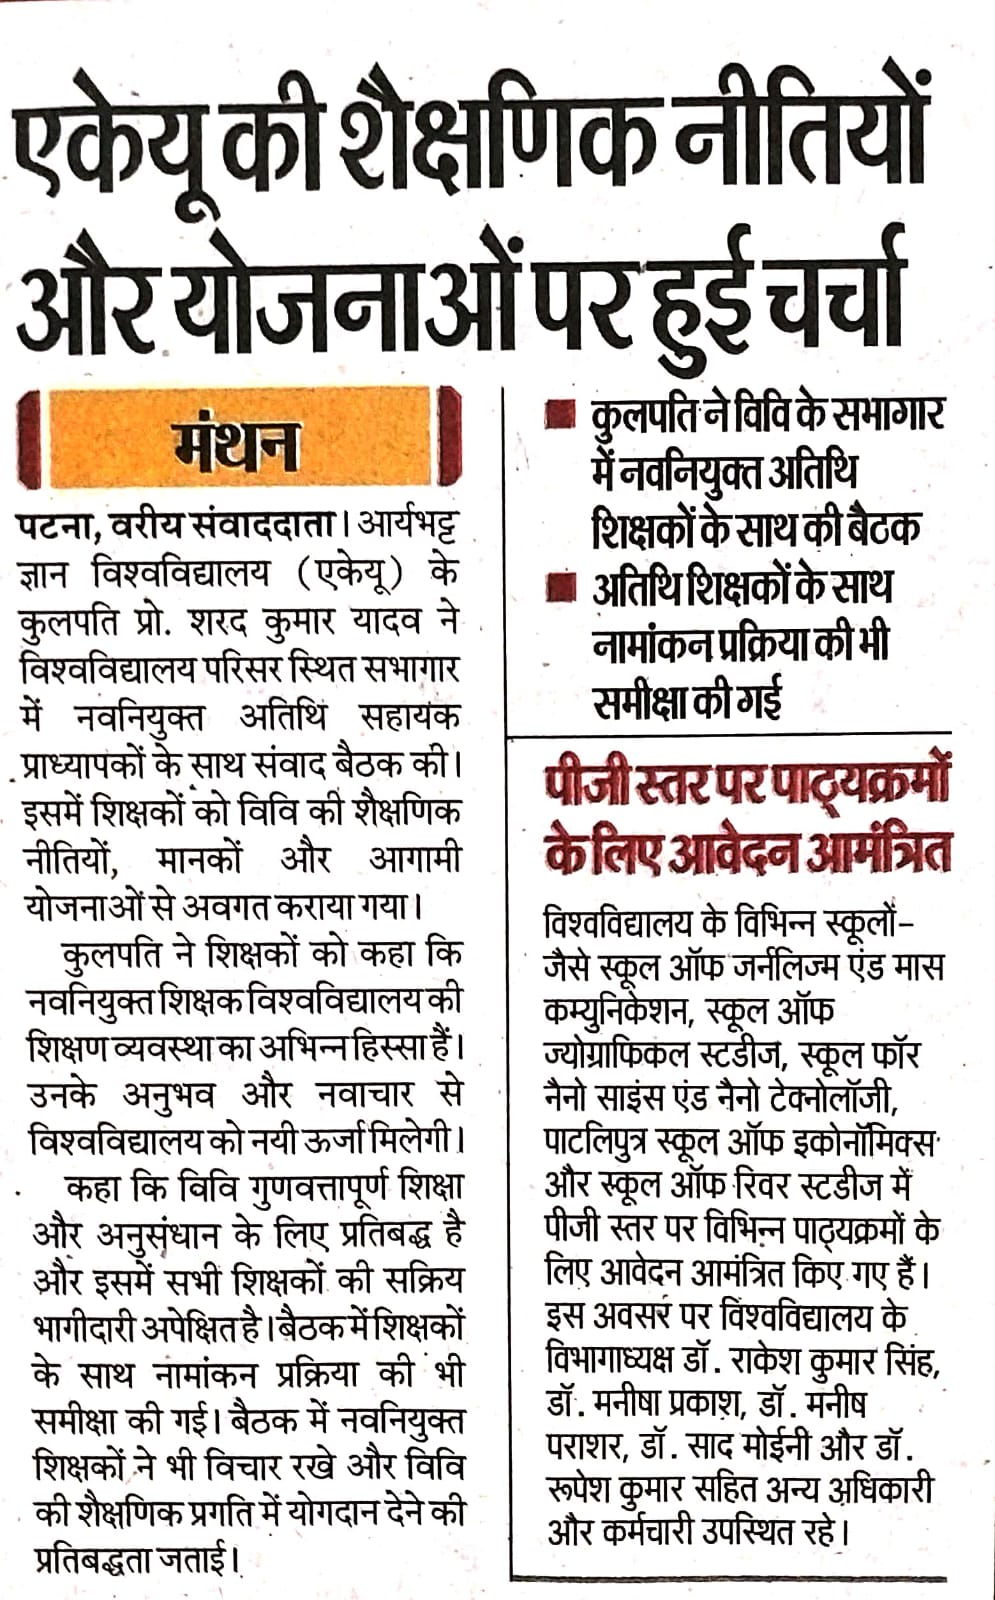 एकेयू की शैक्षणिक नीतियों
और योजनाओं पर हुई चर्चा
मंथन
पटना, वरीय संवाददाता। आर्यभट्ट
ज्ञान विश्वविद्यालय (एकेयू) के
कुलपति प्रो. शरद कुमार यादव ने
विश्वविद्यालय परिसर स्थित सभागार
में नवनियुक्त अतिथि सहायक
प्राध्यापकों के साथ संवाद बैठक की।
इसमें शिक्षकों को विवि की शैक्षणिक
नीतियों, मानकों और आगामी
योजनाओं से अवगत कराया गया।
कुलपति ने शिक्षकों को कहा कि
नवनियुक्त शिक्षक विश्वविद्यालय की
शिक्षण व्यवस्था का अभिन्न हिस्सा हैं।
उनके अनुभव और नवाचार से
विश्वविद्यालय को नयी ऊर्जा मिलेगी।
कहा कि विवि गुणवत्तापूर्ण शिक्षा
और अनुसंधान के लिए प्रतिबद्ध है
और इसमें सभी शिक्षकों की सक्रिय
भागीदारी अपेक्षित है। बैठक में शिक्षकों
के साथ नामांकन प्रक्रिया की भी
समीक्षा की गई। बैठक में नवनियुक्त
शिक्षकों ने भी विचार रखे और विवि
की शैक्षणिक प्रगति में योगदान देने की
प्रतिबद्धता जताई।
कुलपति ने विवि के सभागार
में नवनियुक्त अतिथि
शिक्षकों के साथ की बैठक
अतिथि शिक्षकों के साथ
नामांकन प्रक्रिया की भी
समीक्षा की गई
पीजी स्तर पर पाठ्यक्रमों
के लिए आवेदन आमंत्रित
विश्वविद्यालय के विभिन्न स्कूलों-
जैसे स्कूल ऑफ जर्नलिज्म एंड मास
कम्युनिकेशन, स्कूल ऑफ
ज्योग्राफिकल स्टडीज, स्कूल फॉर
नैनो साइंस एंड नैनो टेक्नोलॉजी,
पाटलिपुत्र स्कूल ऑफ इकोनॉमिक्स
और स्कूल ऑफ रिवर स्टडीज में
पीजी स्तर पर विभिन्न पाठ्यक्रमों के
लिए आवेदन आमंत्रित किए गए हैं।
इस अवसर पर विश्वविद्यालय के
विभागाध्यक्ष डॉ. राकेश कुमार सिंह,
डॉ. मनीषा प्रकाश, डॉ. मनीष
पराशर, डॉ. साद मोईनी और डॉ.
रूपेश कुमार सहित अन्य अधिकारी
और कर्मचारी उपस्थित रहे।